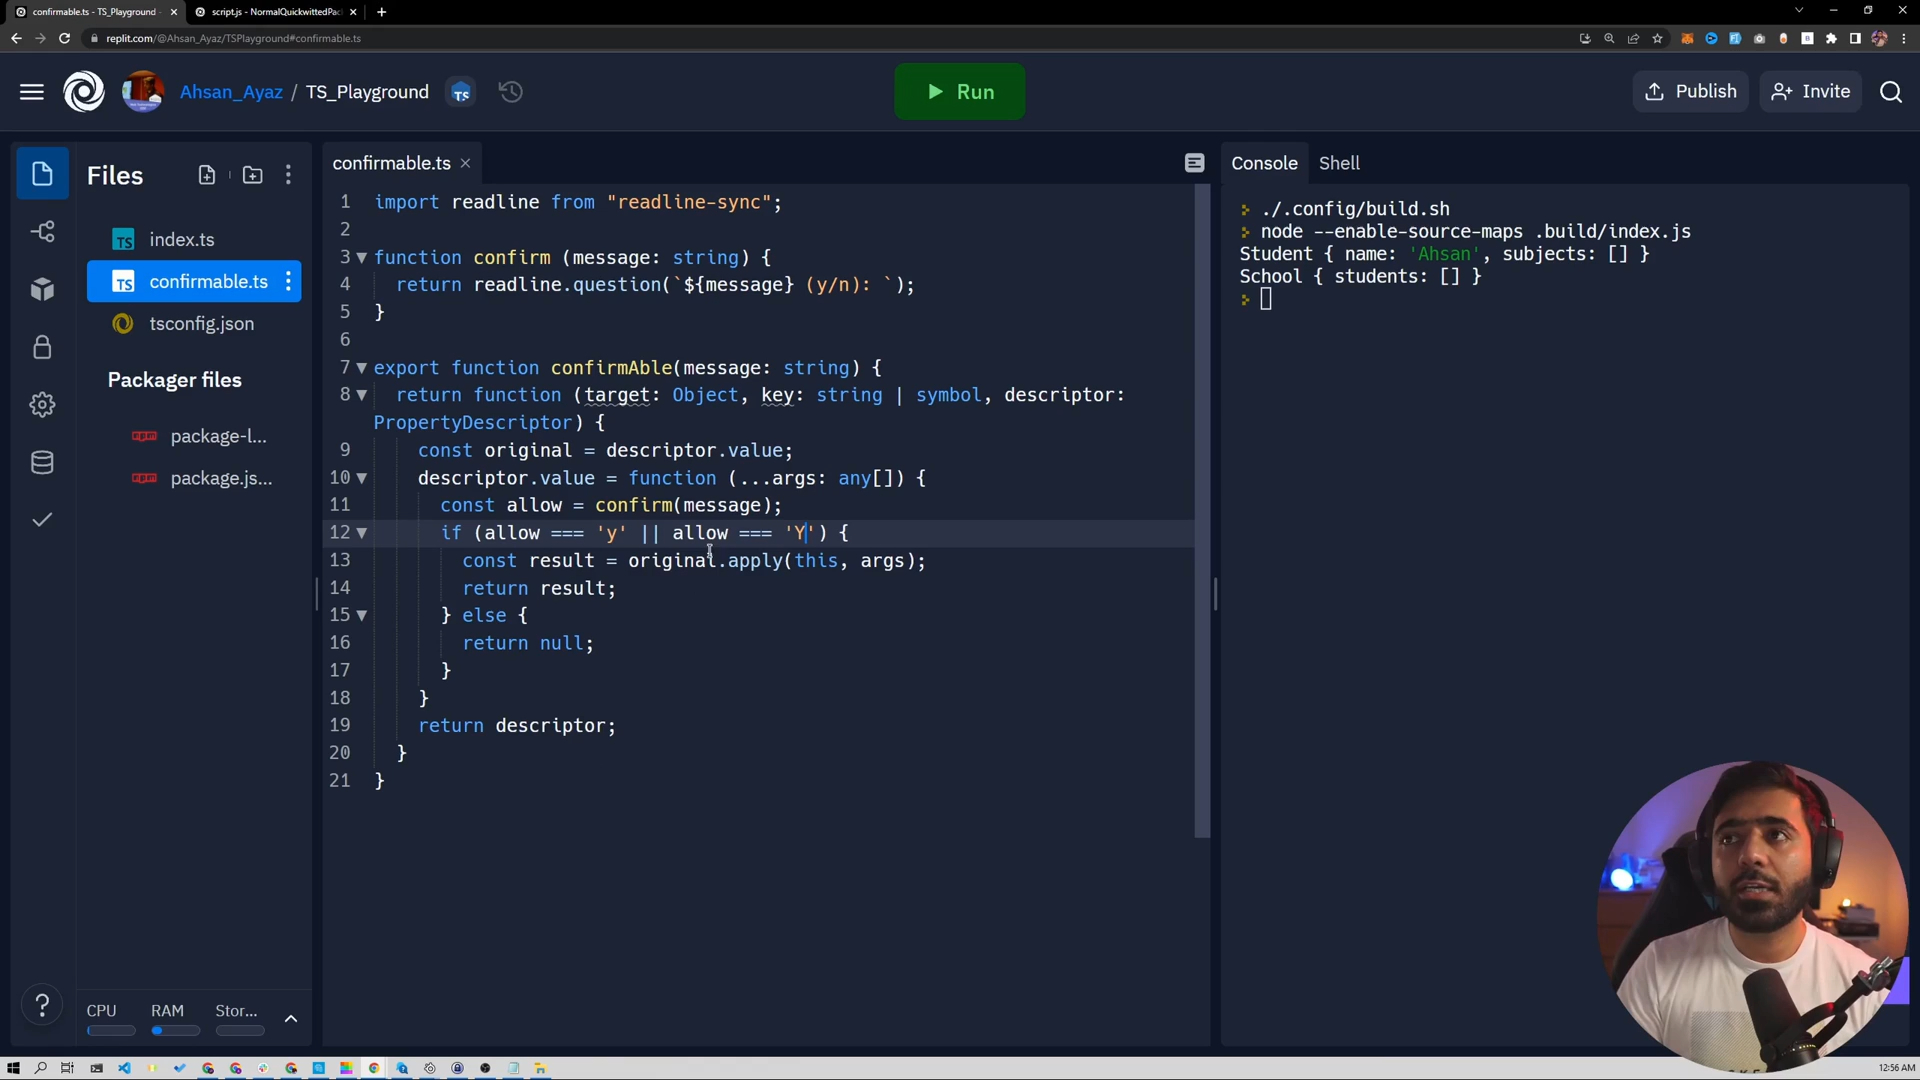 confirmable.ts - TS_Playground -
script.js - NormalQuickwittedPac
replit.com/@Ahsan_Ayaz/TSPlayground#confirmable.ts
Ahsan_Ayaz / TS_Playground
TS
Run
Publish
Invite
Files
confirmable.ts
Console
Shell
TS index.ts
TS confirmable.ts
tsconfig.json
Packager files
package-l...
package.js...
1 import readline from "readline-sync";
2
3 function confirm (message: string) {
4 return readline.question(`${message} (y/n): `);
5 }
6
7 export function confirmAble(message: string) {
8 return function (target: Object, key: string | symbol, descriptor:
PropertyDescriptor) {
9 const original = descriptor.value;
10 descriptor.value = function (...args: any[]) {
11 const allow = confirm(message);
12 if (allow === 'y' || allow === 'Y') {
13 const result = original.apply(this, args);
14 return result;
15 } else {
16 return null;
17 }
18 }
19 return descriptor;
20 }
21 }
./.config/build.sh
node --enable-source-maps .build/index.js
Student { name: 'Ahsan', subjects: [] }
School { students: [] }
?
CPU
RAM
Stor...
12:56 AM